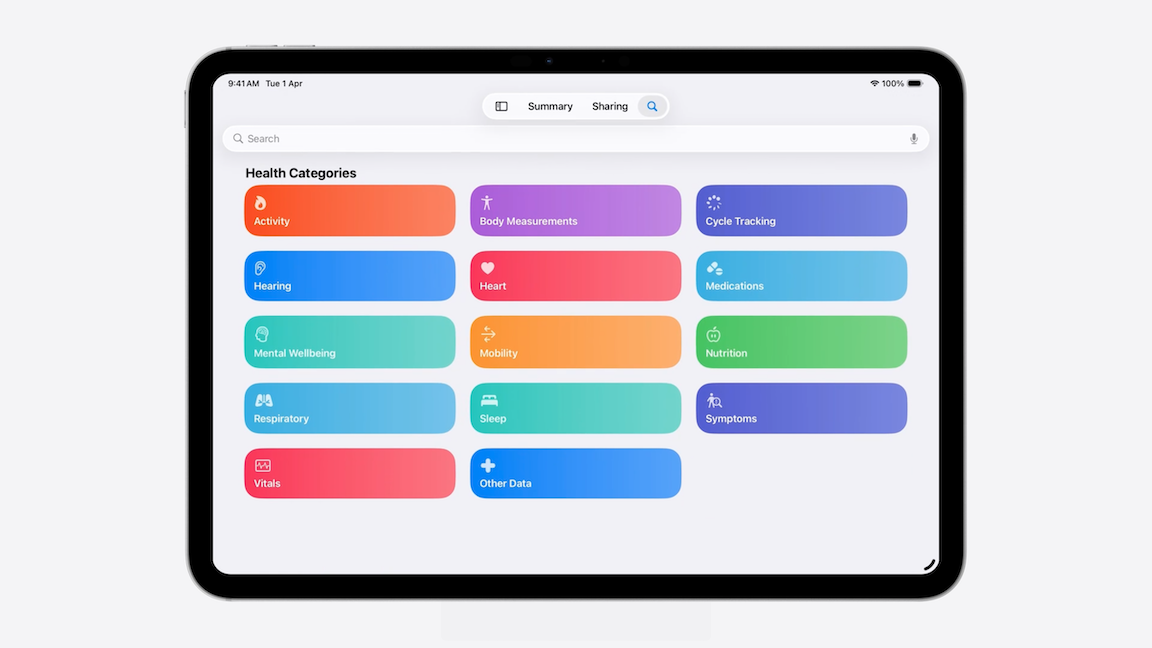 9:41 AM Tue 1 Apr 100%
Summary Sharing
Search
Health Categories
Activity Body Measurements Cycle Tracking
Hearing Heart Medications
Mental Wellbeing Mobility Nutrition
Respiratory Sleep Symptoms
Vitals Other Data